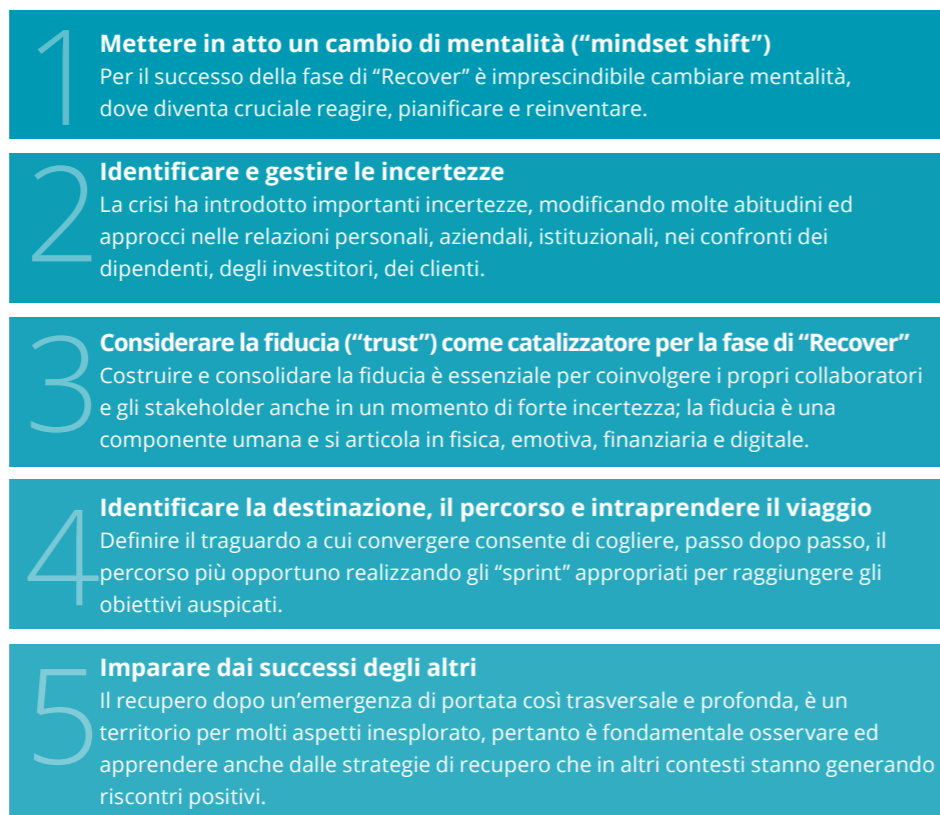 1
Mettere in atto un cambio di mentalità (“mindset shift”)
Per il successo della fase di “Recover” è imprescindibile cambiare mentalità,
dove diventa cruciale reagire, pianificare e reinventare.
2
Identificare e gestire le incertezze
La crisi ha introdotto importanti incertezze, modificando molte abitudini ed
approcci nelle relazioni personali, aziendali, istituzionali, nei confronti dei
dipendenti, degli investitori, dei clienti.
3
Considerare la fiducia (“trust”) come catalizzatore per la fase di “Recover”
Costruire e consolidare la fiducia è essenziale per coinvolgere i propri collaboratori
e gli stakeholder anche in un momento di forte incertezza; la fiducia è una
componente umana e si articola in fisica, emotiva, finanziaria e digitale.
4
Identificare la destinazione, il percorso e intraprendere il viaggio
Definire il traguardo a cui convergere consente di cogliere, passo dopo passo, il
percorso più opportuno realizzando gli “sprint” appropriati per raggiungere gli
obiettivi auspicati.
5
Imparare dai successi degli altri
Il recupero dopo un’emergenza di portata così trasversale e profonda, è un
territorio per molti aspetti inesplorato, pertanto è fondamentale osservare ed
apprendere anche dalle strategie di recupero che in altri contesti stanno generando
riscontri positivi.